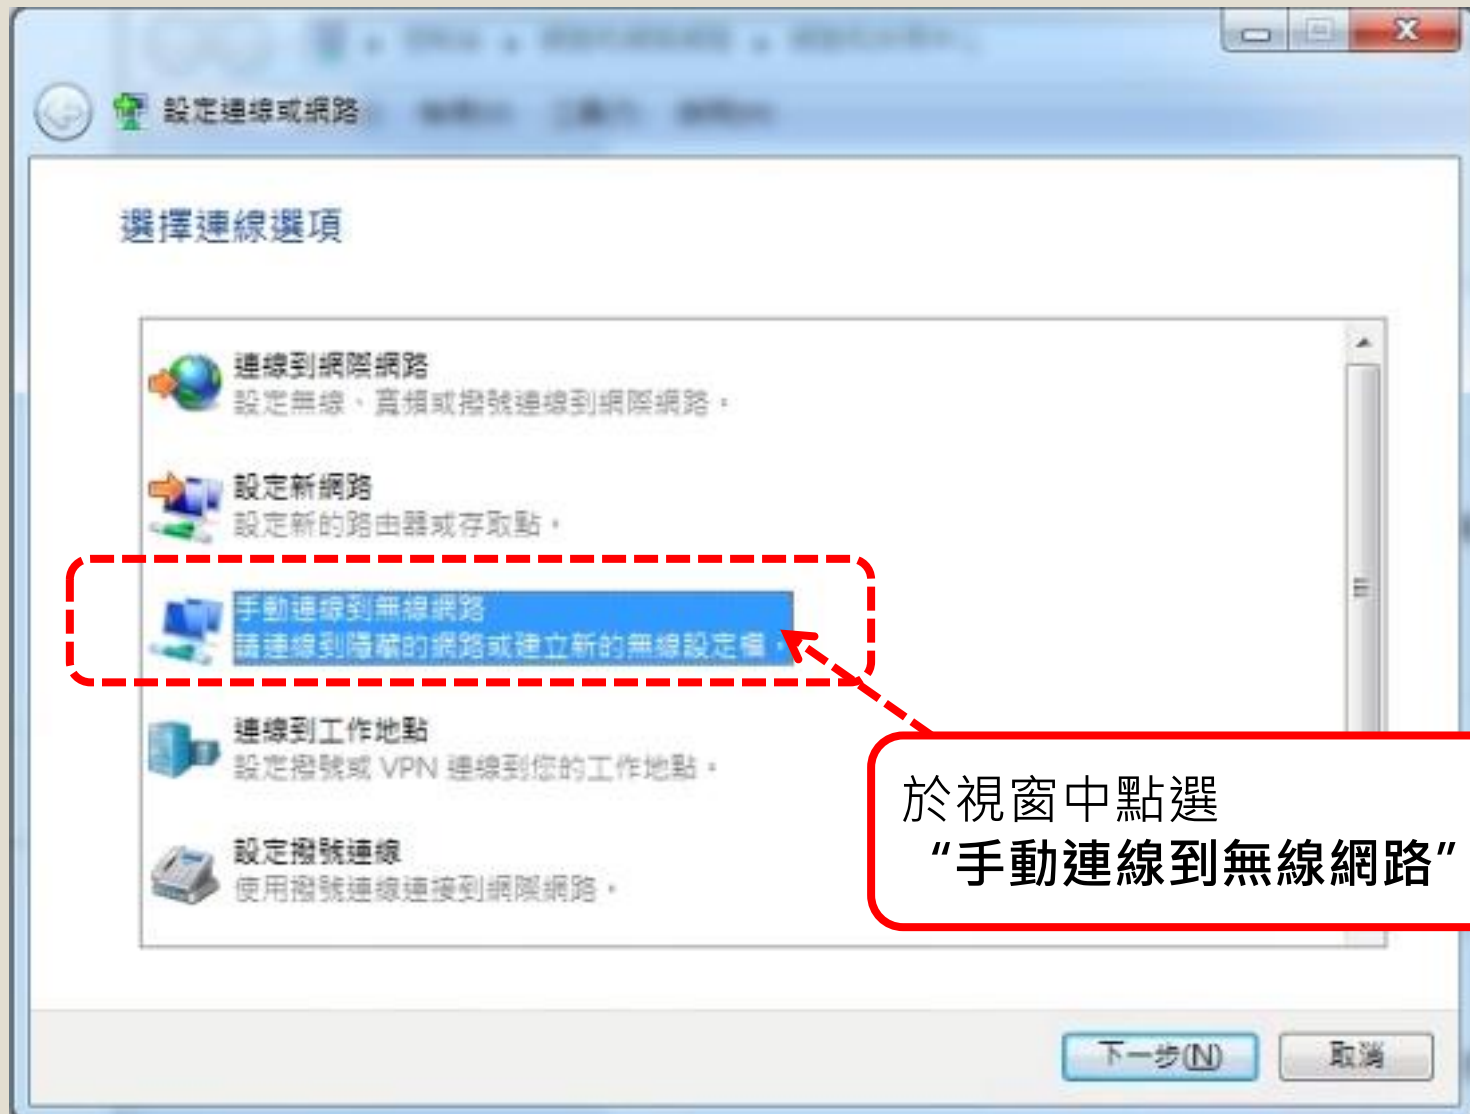 設定連線或網路
選擇連線選項
連線到網際網路
設定無線、寬頻或撥號連線到網際網路。
設定新網路
設定新的路由器或存取點。
手動連線到無線網路
請連線到隱藏的網路或建立新的無線設定檔。
連線到工作地點
設定撥號或 VPN 連線到您的工作地點。
設定撥號連線
使用撥號連線連接到網際網路。
於視窗中點選
“手動連線到無線網路”
下一步(N)
取消